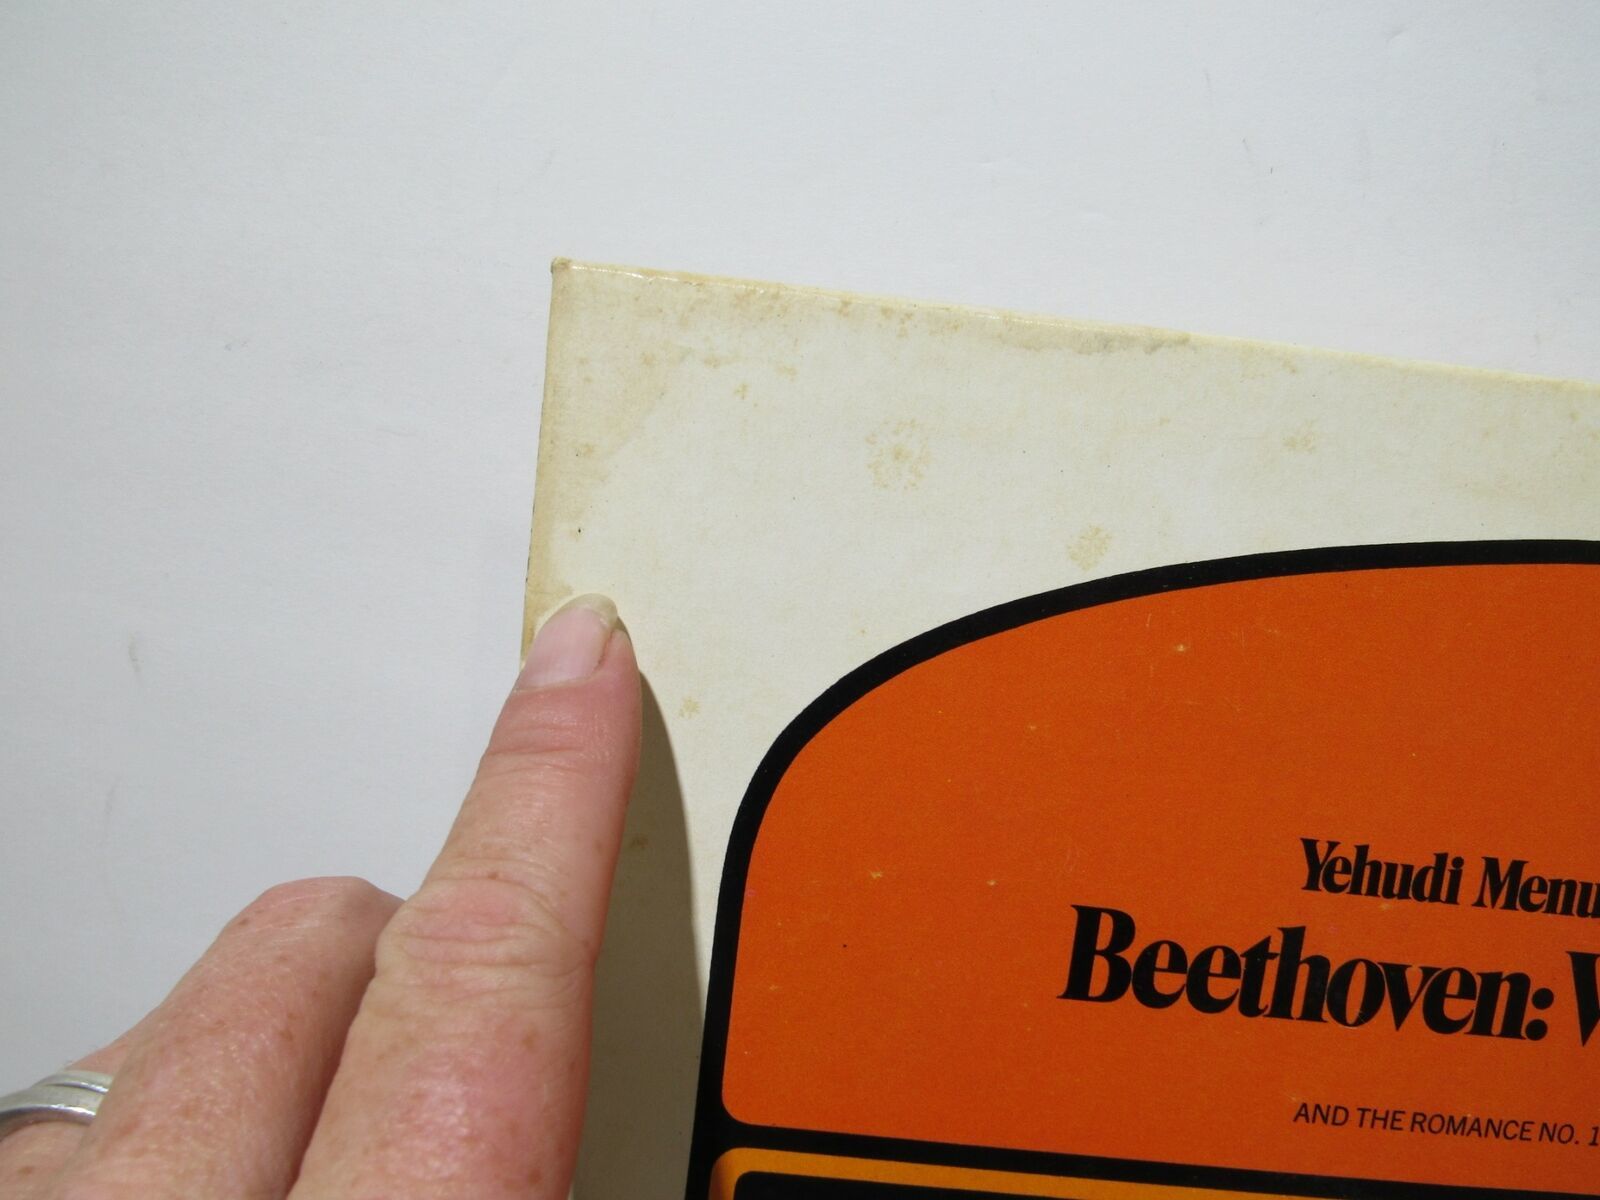 Yehudi Menu
Beethoven: V
AND THE ROMANCE NO. 1